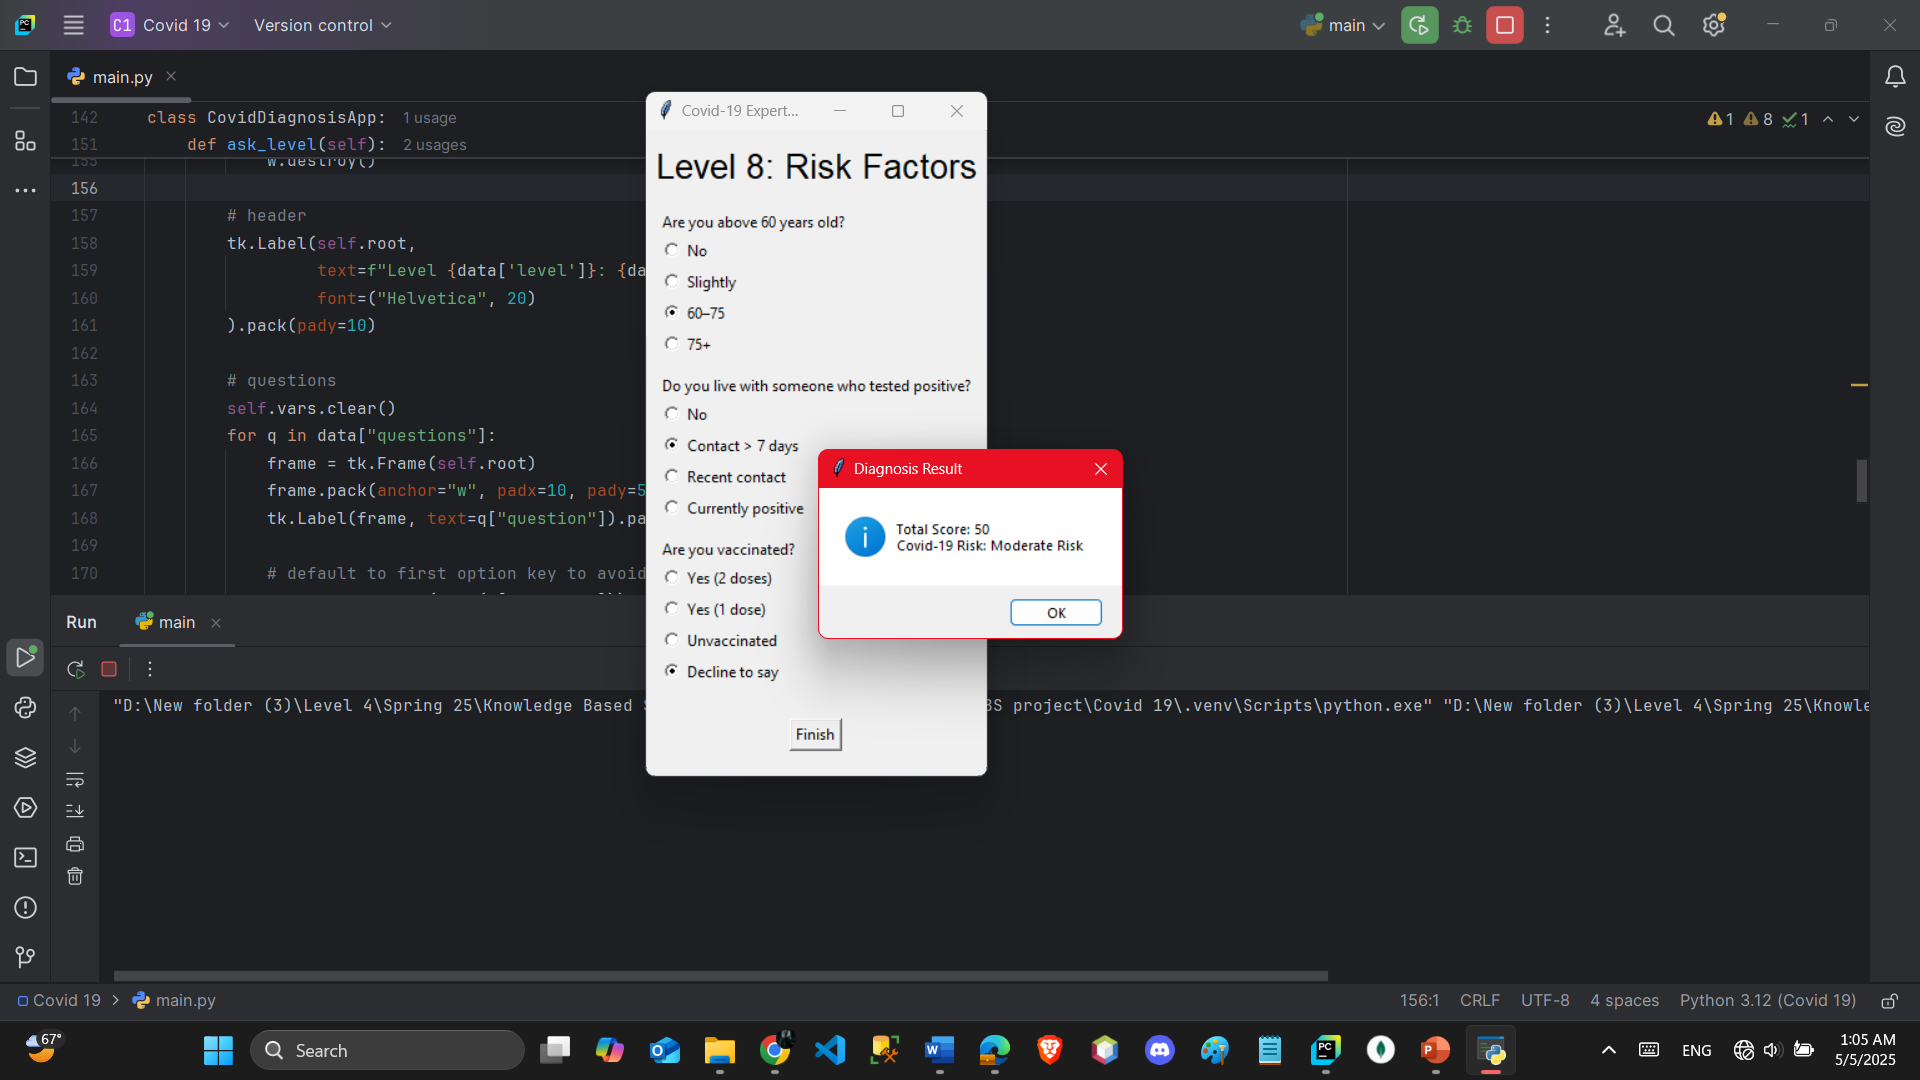 C1 Covid 19 Version control main
main.py
142 class CovidDiagnosisApp: 1 usage
151 def ask_level(self): 2 usages
1 8 1
155 w.destroy()
156
157 # header
158 tk.Label(self.root,
159 text=f"Level {data['level']}: {da
160 font=("Helvetica", 20)
161 ).pack(pady=10)
162
163 # questions
164 self.vars.clear()
165 for q in data["questions"]:
166 frame = tk.Frame(self.root)
167 frame.pack(anchor="w", padx=10, pady=5
168 tk.Label(frame, text=q["question"]).pa
169
170 # default to first option key to avoid
Covid-19 Expert...
Level 8: Risk Factors
Are you above 60 years old?
No
Slightly
60–75
75+
Do you live with someone who tested positive?
No
Contact > 7 days
Recent contact
Currently positive
Are you vaccinated?
Yes (2 doses)
Yes (1 dose)
Unvaccinated
Decline to say
Finish
Diagnosis Result
Total Score: 50
Covid-19 Risk: Moderate Risk
OK
Run main
"D:\New folder (3)\Level 4\Spring 25\Knowledge Based S
BS project\Covid 19\.venv\Scripts\python.exe" "D:\New folder (3)\Level 4\Spring 25\Knowle
Covid 19 > main.py 156:1 CRLF UTF-8 4 spaces Python 3.12 (Covid 19)
67° Search ENG 1:05 AM
5/5/2025